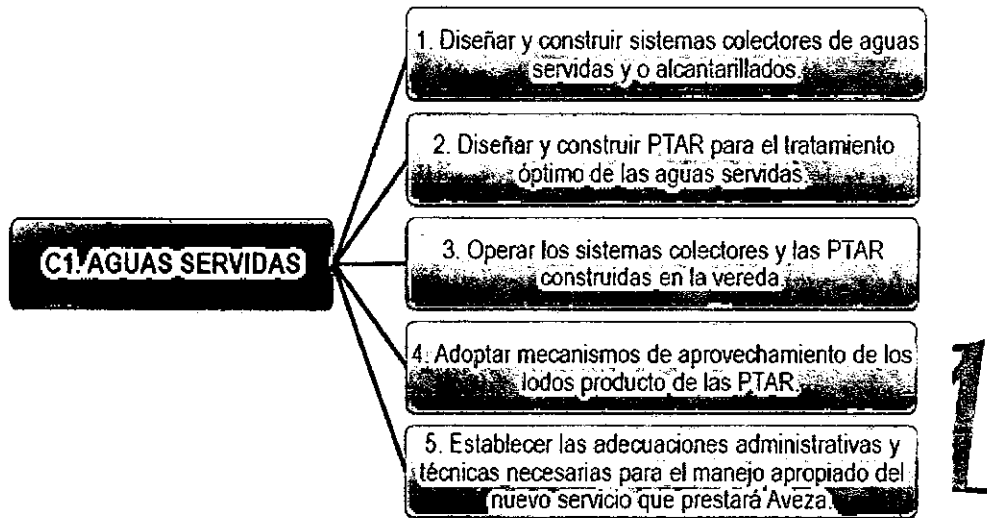 1. Diseñar y construir sistemas colectores de aguas
servidas y o alcantarillados.
2. Diseñar y construir PTAR para el tratamiento
óptimo de las aguas servidas.
C1. AGUAS SERVIDAS
3. Operar los sistemas colectores y las PTAR
construidas en la vereda.
4. Adoptar mecanismos de aprovechamiento de los
lodos producto de las PTAR.
5. Establecer las adecuaciones administrativas y
técnicas necesarias para el manejo apropiado del
nuevo servicio que prestará Aveza.
1